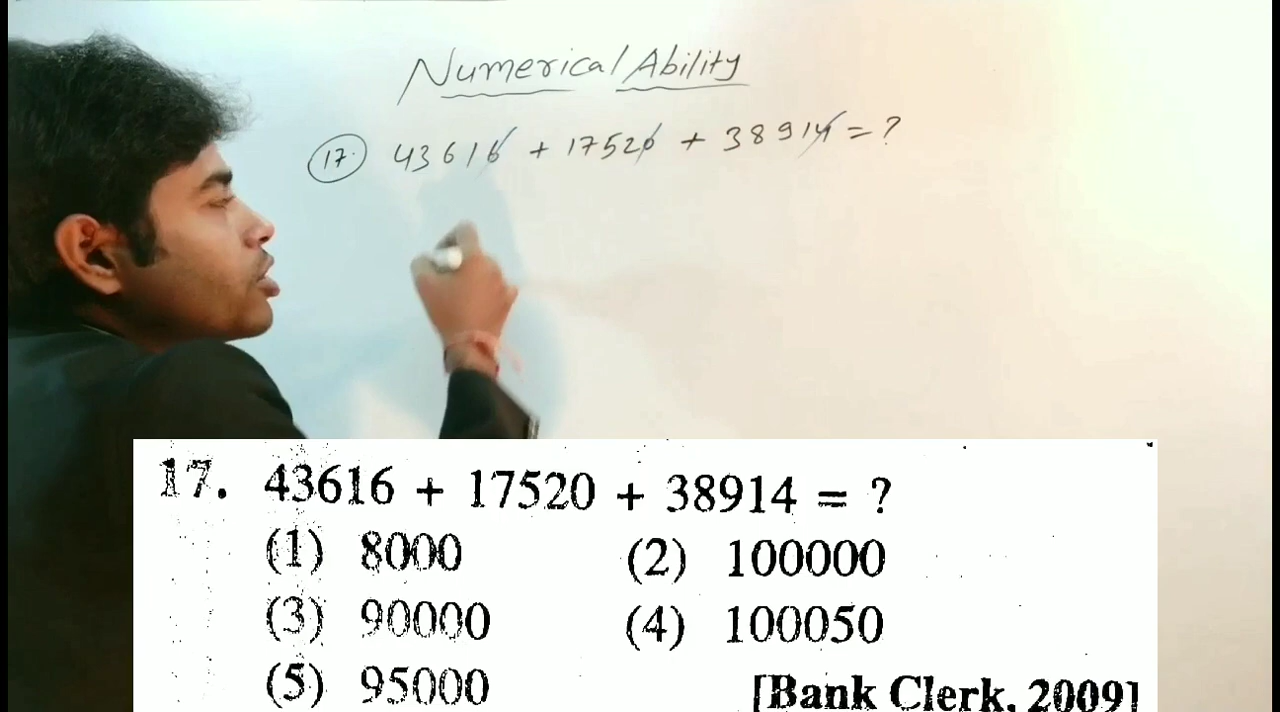 Numerical Ability
17. 43616 + 17520 + 38914 = ?
17. 43616 + 17520 + 38914 = ?
(1) 8000 (2) 100000
(3) 90000 (4) 100050
(5) 95000
[Bank Clerk, 2009]